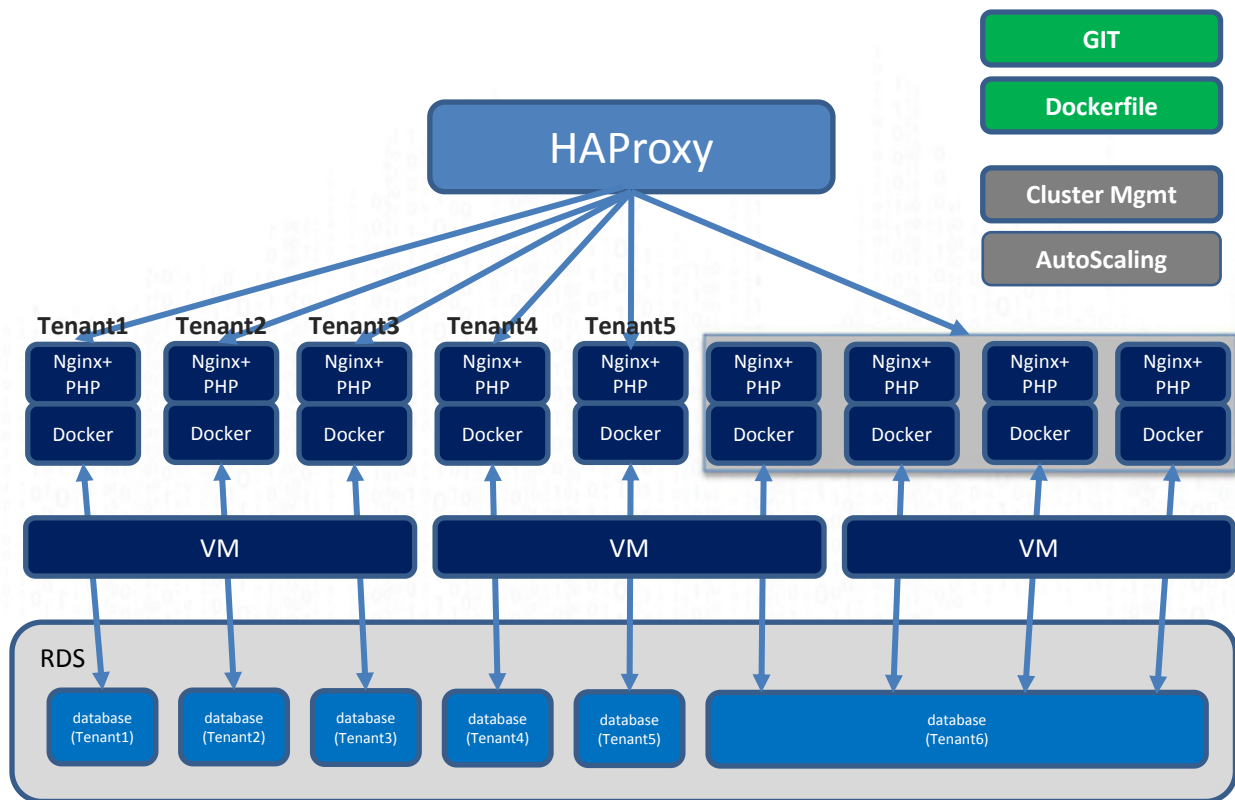 GIT
Dockerfile
HAProxy
Cluster Mgmt
AutoScaling
Tenant1 Tenant2 Tenant3 Tenant4 Tenant5
Nginx+ Nginx+ Nginx+ Nginx+ Nginx+ Nginx+ Nginx+ Nginx+ Nginx+
PHP PHP PHP PHP PHP PHP PHP PHP PHP
Docker Docker Docker Docker Docker Docker Docker Docker Docker
VM VM VM
RDS
database database database database database database
(Tenant1) (Tenant2) (Tenant3) (Tenant4) (Tenant5) (Tenant6)